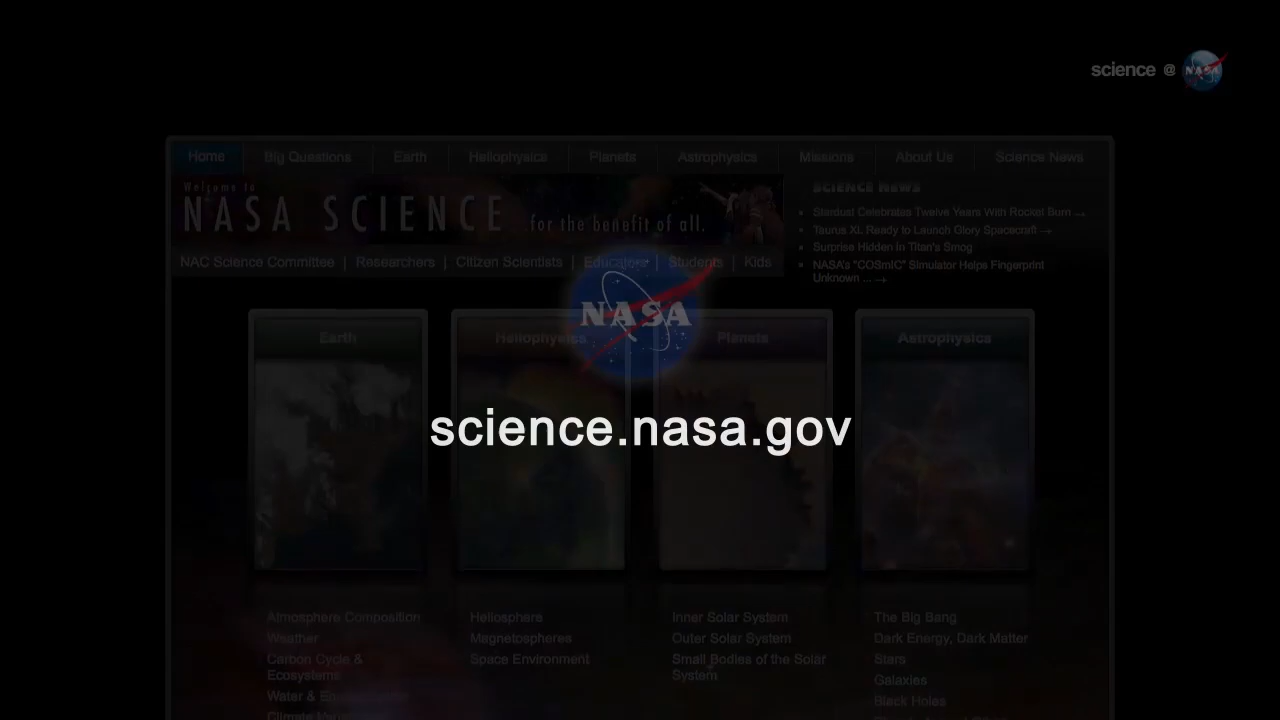 science @ NASA
Home Big Questions Earth Heliophysics Planets Astrophysics Missions About Us Science News
Welcome to
NASA SCIENCE ...for the benefit of all.
SCIENCE NEWS
Stardust Celebrates Twelve Years With Rocket Burn →
Taurus XL Ready to Launch Glory Spacecraft →
Surprise Hidden In Titan's Smog
NASA's "COSmIC" Simulator Helps Fingerprint
Unknown ... →
NAC Science Committee | Researchers | Citizen Scientists | Educators | Students | Kids
NASA
Earth Heliophysics Planets Astrophysics
science.nasa.gov
Atmosphere Composition
Weather
Carbon Cycle &
Ecosystems
Water &
Heliosphere
Magnetospheres
Space Environment
Inner Solar System
Outer Solar System
Small Bodies of the Solar
System
The Big Bang
Dark Energy, Dark Matter
Stars
Galaxies
Black Holes